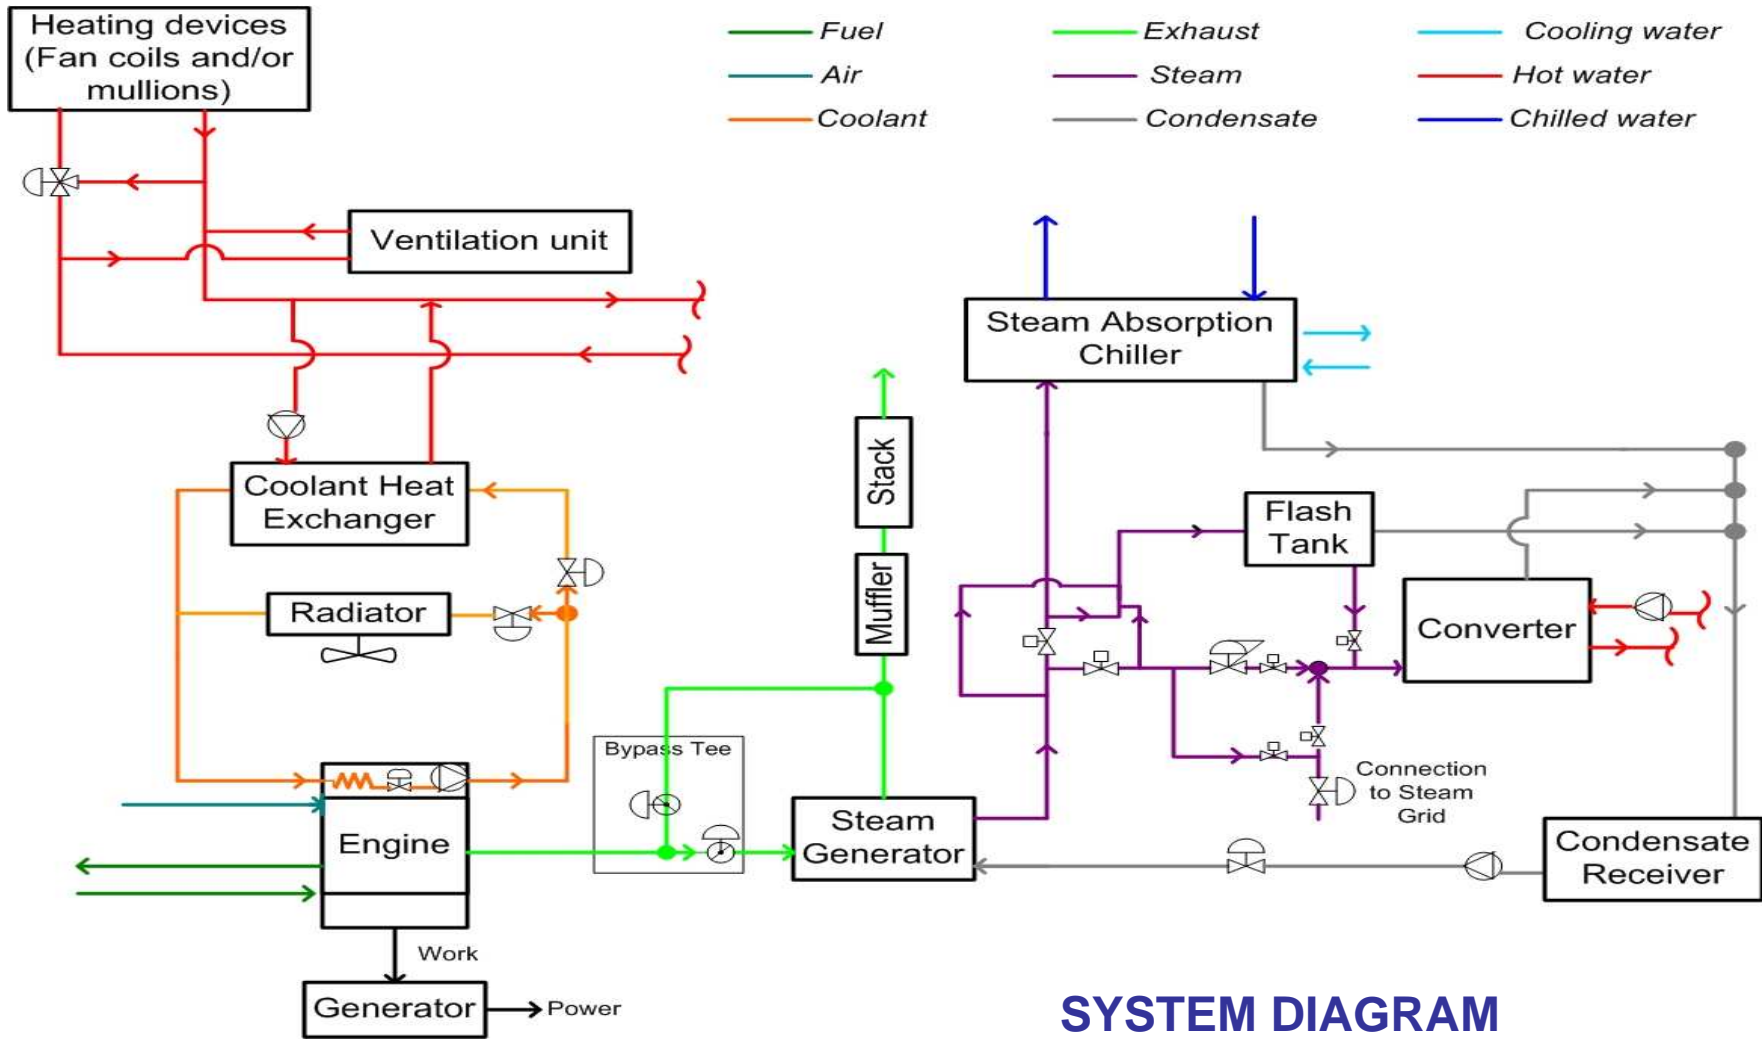 Heating devices
(Fan coils and/or
mullions)
Fuel
Exhaust
Cooling water
Air
Steam
Hot water
Coolant
Condensate
Chilled water
Ventilation unit
Steam Absorption
Chiller
Coolant Heat
Exchanger
Stack
Flash
Tank
Muffler
Radiator
Converter
Bypass Tee
Connection
to Steam
Grid
Engine
Steam
Generator
Condensate
Receiver
Work
Generator
Power
SYSTEM DIAGRAM